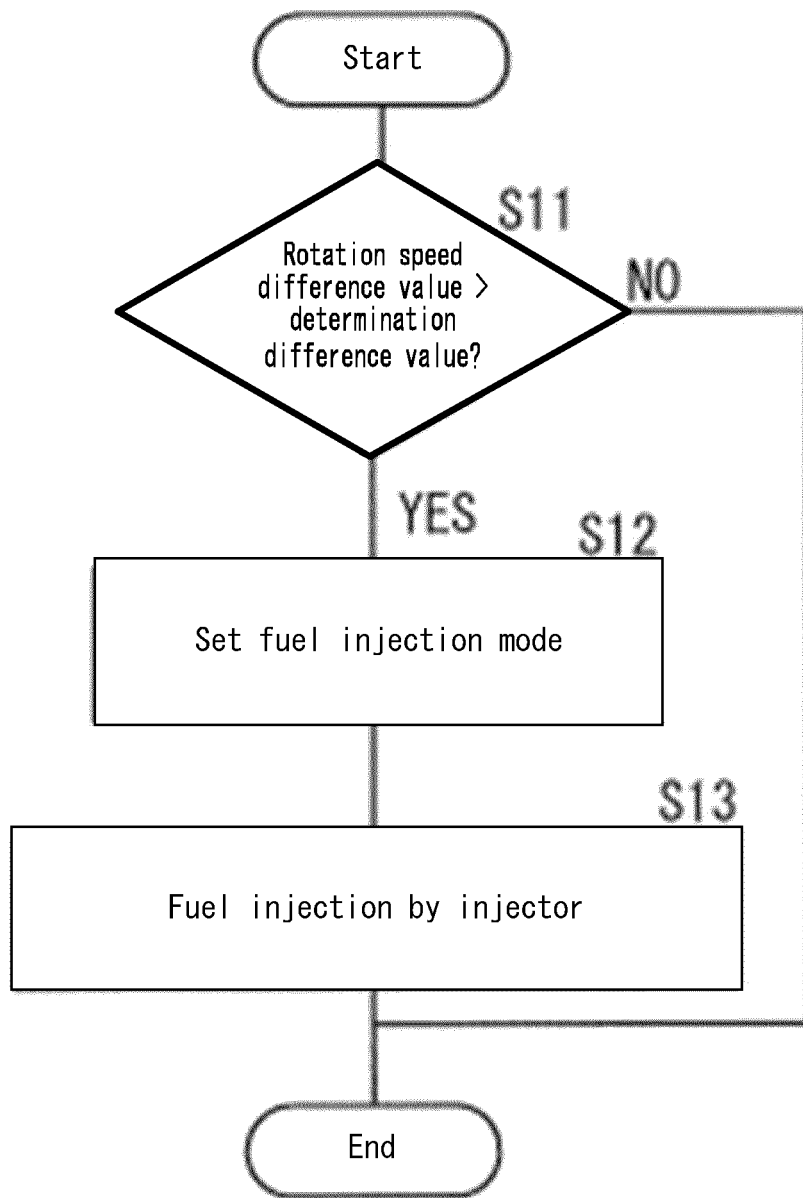 Start
S11
Rotation speed
difference value >
determination
difference value?
NO
YES
S12
Set fuel injection mode
S13
Fuel injection by injector
End